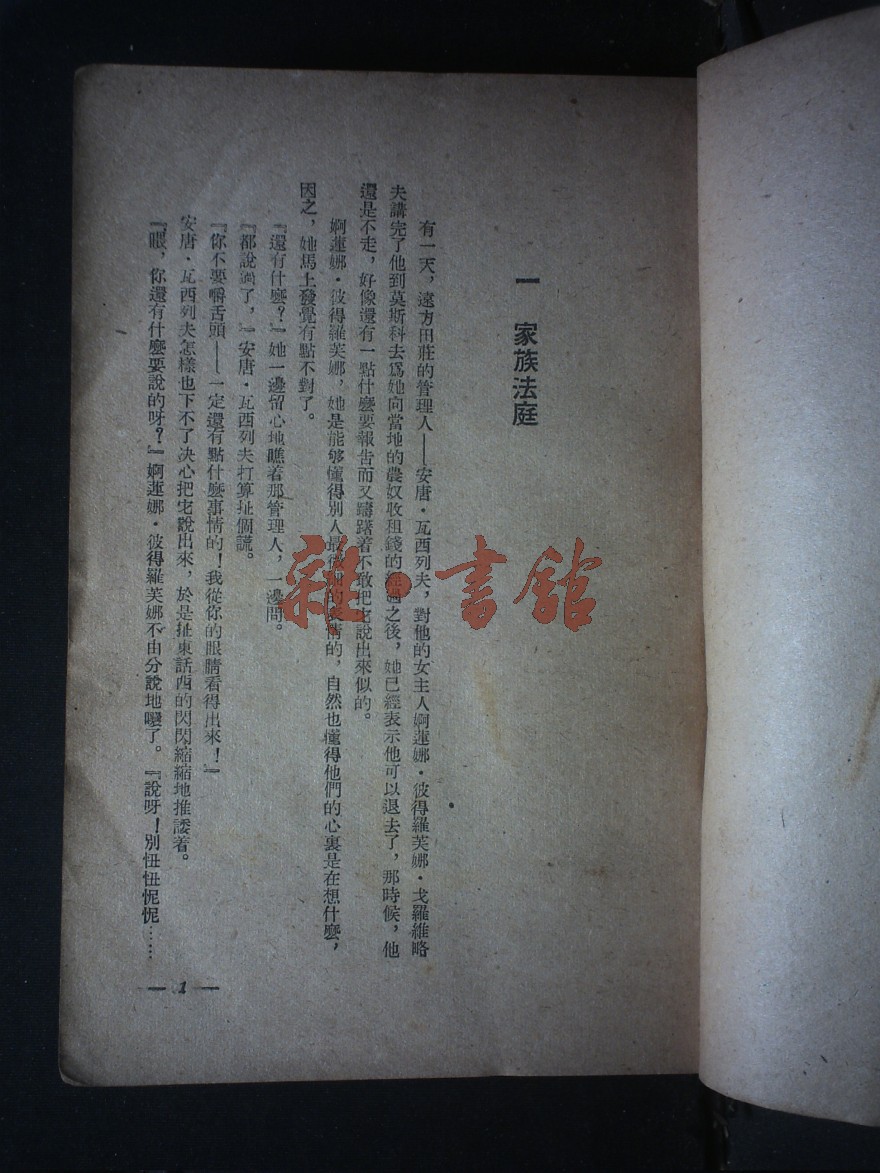 一　家族法庭
有一天，遠方田莊的管理人——安唐·瓦西列夫，對他的女主人婀蓮娜·彼得羅芙娜·戈羅維略
夫講完了他到莫斯科去爲她向當地的農奴收租錢的經過之後，她已經表示他可以退去了，那時候，他
還是不走，好像還有一點什麼要報告而又躊躇着不敢把它說出來似的。
婀蓮娜·彼得羅芙娜，她是能够懂得別人最微細的表情的，自然也懂得他們的心裏是在想什麼，
因之，她馬上發覺有點不對了。
『還有什麼？』她一邊留心地瞧着那管理人，一邊問。
『都說過了，』安唐·瓦西列夫打算扯個謊。
『你不要嚼舌頭——一定還有點什麼事情的！我從你的眼睛看得出來！』
安唐·瓦西列夫怎樣也下不了决心把它說出來，於是扯東話西的閃閃縮縮地推諉着。
『喂，你還有什麼要說的呀？』婀蓮娜·彼得羅芙娜不由分說地嚷了。『說呀！別忸忸怩怩……
— 1 —
雜·書館